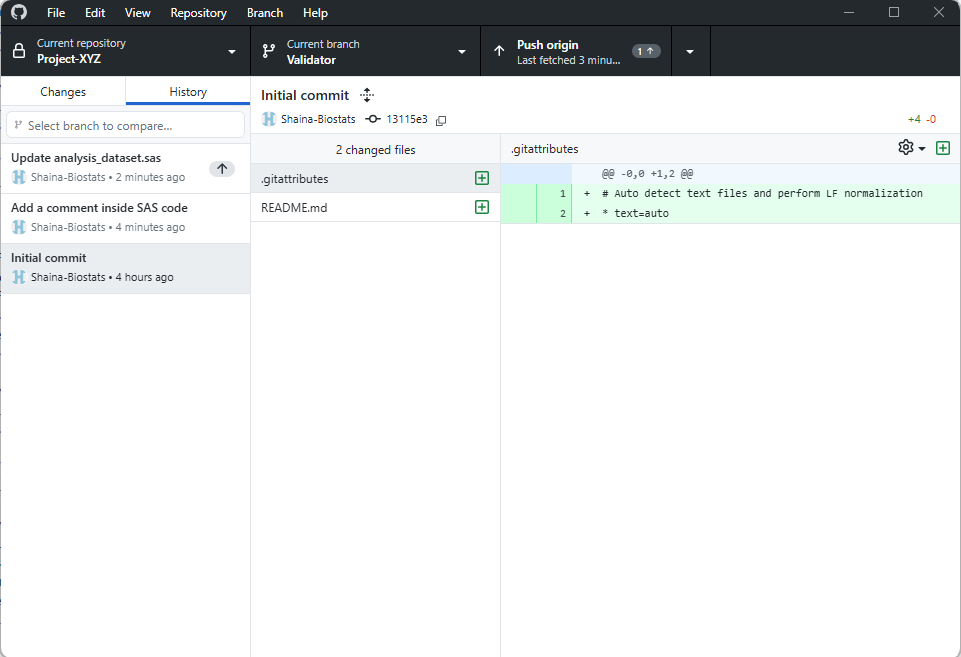 File Edit View Repository Branch Help
Current repository
Project-XYZ
Current branch
Validator
Push origin
Last fetched 3 minu...
1
Changes
History
Select branch to compare...
Update analysis_dataset.sas
Shaina-Biostats • 2 minutes ago
Add a comment inside SAS code
Shaina-Biostats • 4 minutes ago
Initial commit
Shaina-Biostats • 4 hours ago
Initial commit
Shaina-Biostats 13115e3
+4 -0
2 changed files
.gitattributes
README.md
.gitattributes
@@ -0,0 +1,2 @@
1 + # Auto detect text files and perform LF normalization
2 + * text=auto